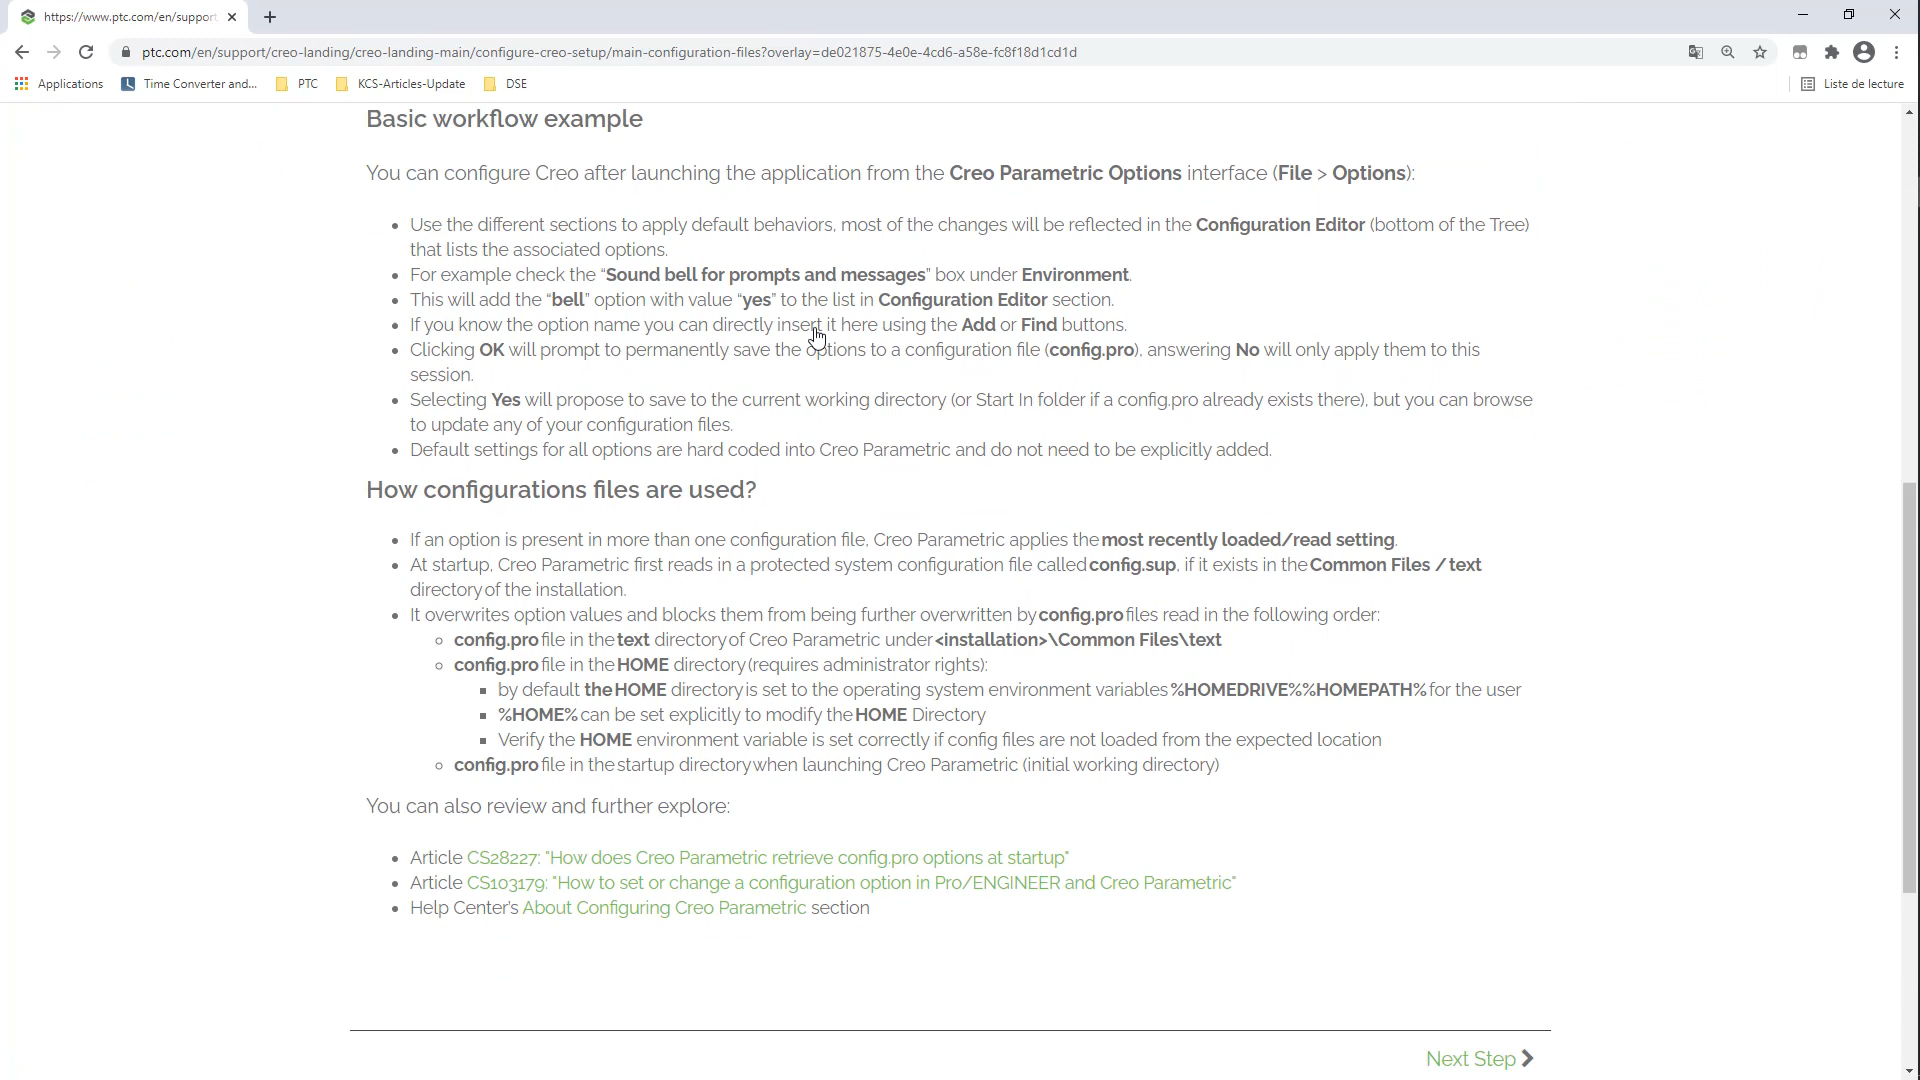 https://www.ptc.com/en/support
ptc.com/en/support/creo-landing/creo-landing-main/configure-creo-setup/main-configuration-files?overlay=de021875-4e0e-4cd6-a58e-fc8f18d1cd1d
Applications Time Converter and... PTC KCS-Articles-Update DSE Liste de lecture
Basic workflow example
You can configure Creo after launching the application from the Creo Parametric Options interface (File > Options):
• Use the different sections to apply default behaviors, most of the changes will be reflected in the Configuration Editor (bottom of the Tree)
that lists the associated options.
• For example check the “Sound bell for prompts and messages” box under Environment.
• This will add the “bell” option with value “yes” to the list in Configuration Editor section.
• If you know the option name you can directly insert it here using the Add or Find buttons.
• Clicking OK will prompt to permanently save the options to a configuration file (config.pro), answering No will only apply them to this
session.
• Selecting Yes will propose to save to the current working directory (or Start In folder if a config.pro already exists there), but you can browse
to update any of your configuration files.
• Default settings for all options are hard coded into Creo Parametric and do not need to be explicitly added.
How configurations files are used?
• If an option is present in more than one configuration file, Creo Parametric applies the most recently loaded/read setting.
• At startup, Creo Parametric first reads in a protected system configuration file called config.sup, if it exists in the Common Files / text
directory of the installation.
• It overwrites option values and blocks them from being further overwritten by config.pro files read in the following order:
◦ config.pro file in the text directory of Creo Parametric under <installation>\Common Files\text
◦ config.pro file in the HOME directory (requires administrator rights):
▪ by default the HOME directory is set to the operating system environment variables %HOMEDRIVE%%HOMEPATH% for the user
▪ %HOME% can be set explicitly to modify the HOME Directory
▪ Verify the HOME environment variable is set correctly if config files are not loaded from the expected location
◦ config.pro file in the startup directory when launching Creo Parametric (initial working directory)
You can also review and further explore:
• Article CS28227: "How does Creo Parametric retrieve config.pro options at startup"
• Article CS103179: "How to set or change a configuration option in Pro/ENGINEER and Creo Parametric"
• Help Center's About Configuring Creo Parametric section
Next Step